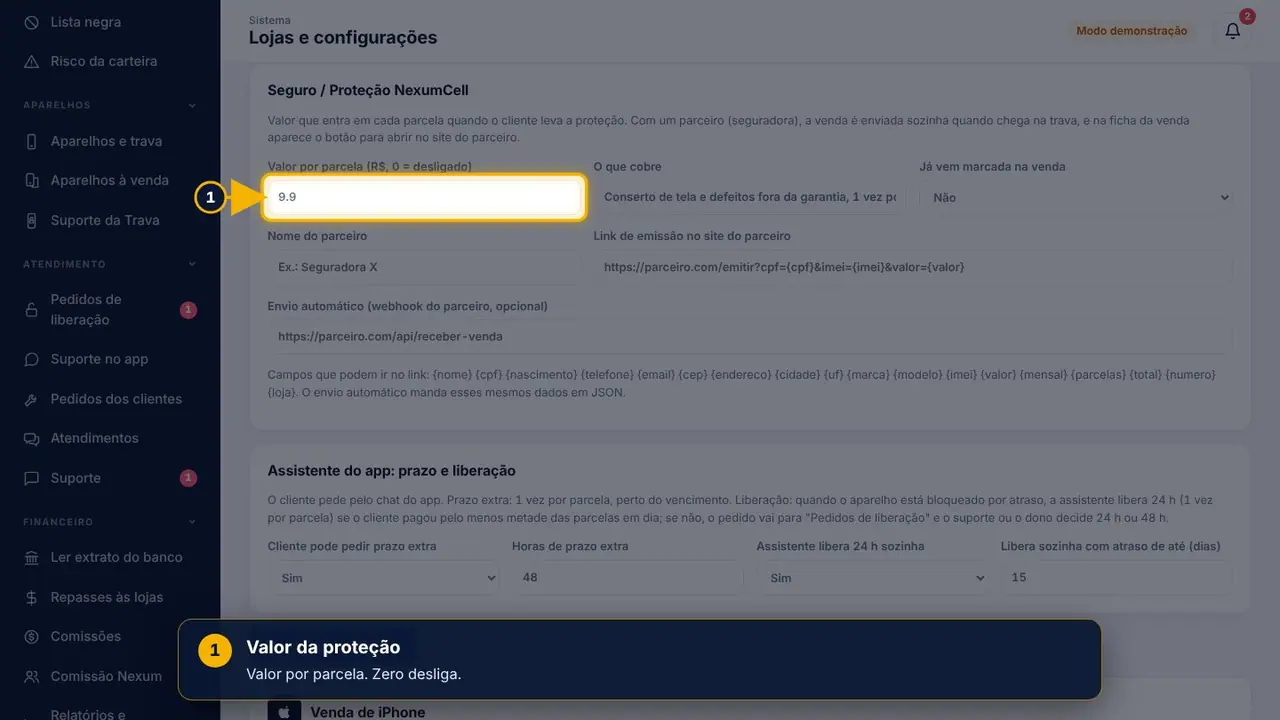 Lista negra
Risco da carteira
APARELHOS
Aparelhos e trava
Aparelhos à venda
Suporte da Trava
ATENDIMENTO
Pedidos de
liberação
1
Suporte no app
Pedidos dos clientes
Atendimentos
Suporte
1
FINANCEIRO
Ler extrato do banco
Repasses às lojas
Comissões
Comissão Nexum
Relatórios e
Sistema
Lojas e configurações
Modo demonstração
2
Seguro / Proteção NexumCell
Valor que entra em cada parcela quando o cliente leva a proteção. Com um parceiro (seguradora), a venda é enviada sozinha quando chega na trava, e na ficha da venda
aparece o botão para abrir no site do parceiro.
Valor por parcela (R$, 0 = desligado)
O que cobre
Já vem marcada na venda
1
9.9
Conserto de tela e defeitos fora da garantia, 1 vez po
Não
Nome do parceiro
Link de emissão no site do parceiro
Ex.: Seguradora X
https://parceiro.com/emitir?cpf={cpf}&imei={imei}&valor={valor}
Envio automático (webhook do parceiro, opcional)
https://parceiro.com/api/receber-venda
Campos que podem ir no link: {nome} {cpf} {nascimento} {telefone} {email} {cep} {endereco} {cidade} {uf} {marca} {modelo} {imei} {valor} {mensal} {parcelas} {total} {numero}
{loja}. O envio automático manda esses mesmos dados em JSON.
Assistente do app: prazo e liberação
O cliente pede pelo chat do app. Prazo extra: 1 vez por parcela, perto do vencimento. Liberação: quando o aparelho está bloqueado por atraso, a assistente libera 24 h (1 vez
por parcela) se o cliente pagou pelo menos metade das parcelas em dia; se não, o pedido vai para "Pedidos de liberação" e o suporte ou o dono decide 24 h ou 48 h.
Cliente pode pedir prazo extra
Horas de prazo extra
Assistente libera 24 h sozinha
Libera sozinha com atraso de até (dias)
Sim
48
Sim
15
1
Valor da proteção
Valor por parcela. Zero desliga.
Venda de iPhone